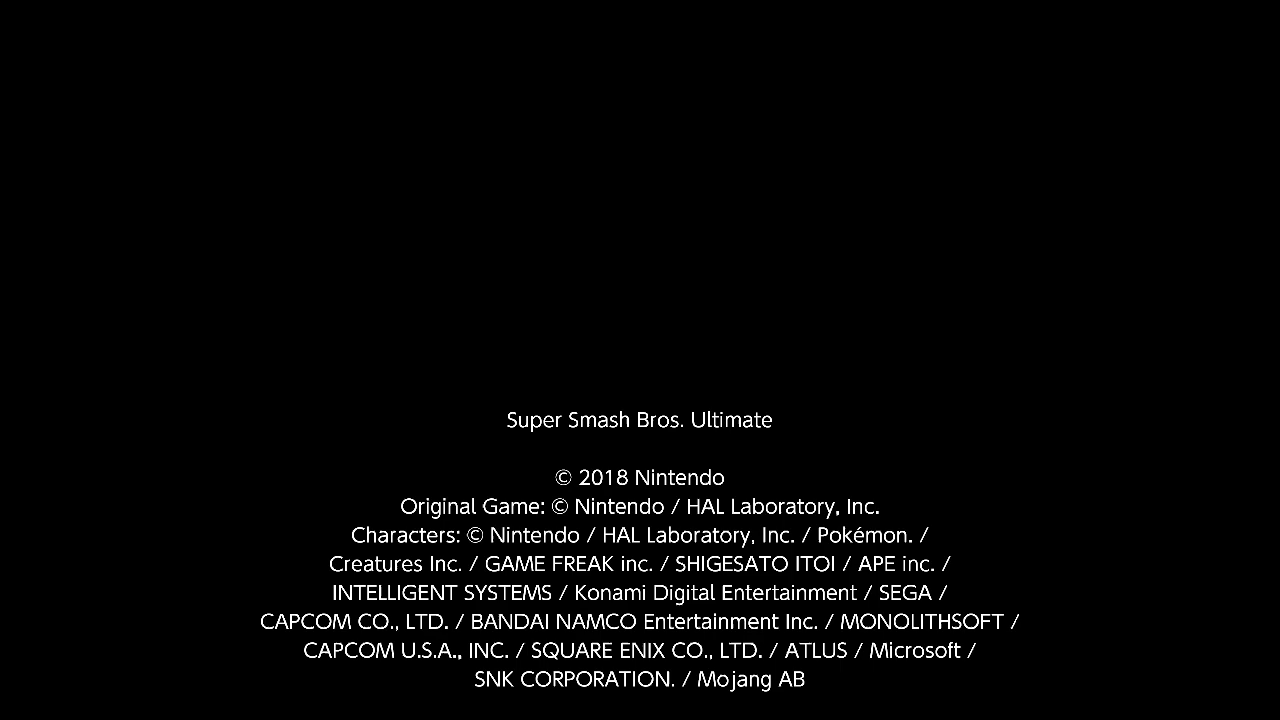 Super Smash Bros. Ultimate
© 2018 Nintendo
Original Game: © Nintendo / HAL Laboratory, Inc.
Characters: © Nintendo / HAL Laboratory, Inc. / Pokémon. /
Creatures Inc. / GAME FREAK inc. / SHIGESATO ITOI / APE inc. /
INTELLIGENT SYSTEMS / Konami Digital Entertainment / SEGA /
CAPCOM CO., LTD. / BANDAI NAMCO Entertainment Inc. / MONOLITHSOFT /
CAPCOM U.S.A., INC. / SQUARE ENIX CO., LTD. / ATLUS / Microsoft /
SNK CORPORATION. / Mojang AB